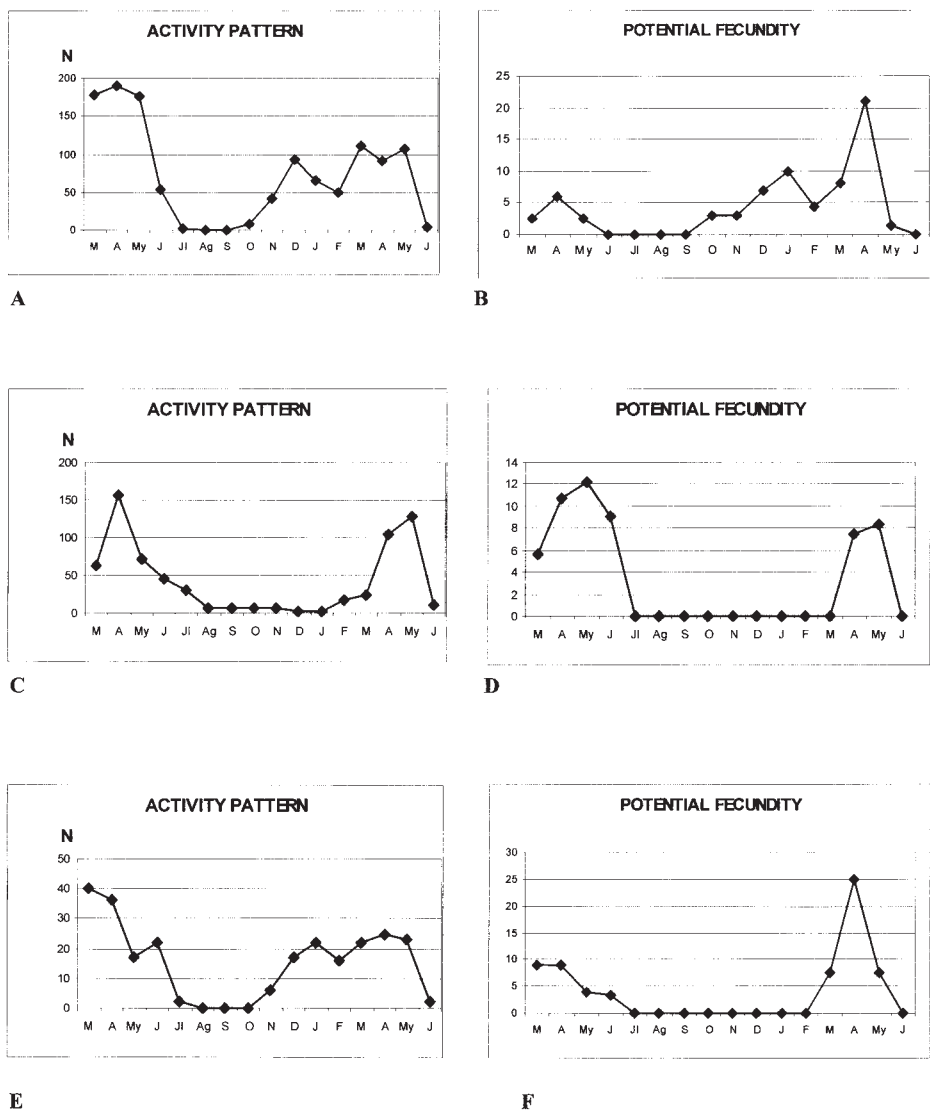 ACTIVITY PATTERN
N
200
150
100
50
0
M A My J Jl Ag S O N D J F M A My J
A
POTENTIAL FECUNDITY
25
20
15
10
5
0
M A My J Jl Ag S O N D J F M A My J
B
ACTIVITY PATTERN
N
200
150
100
50
0
M A My J Jl Ag S O N D J F M A My J
C
POTENTIAL FECUNDITY
14
12
10
8
6
4
2
0
M A My J Jl Ag S O N D J F M A My J
D
ACTIVITY PATTERN
N
50
40
30
20
10
0
M A My J Jl Ag S O N D J F M A My J
E
POTENTIAL FECUNDITY
30
25
20
15
10
5
0
M A My J Jl Ag S O N D J F M A My J
F